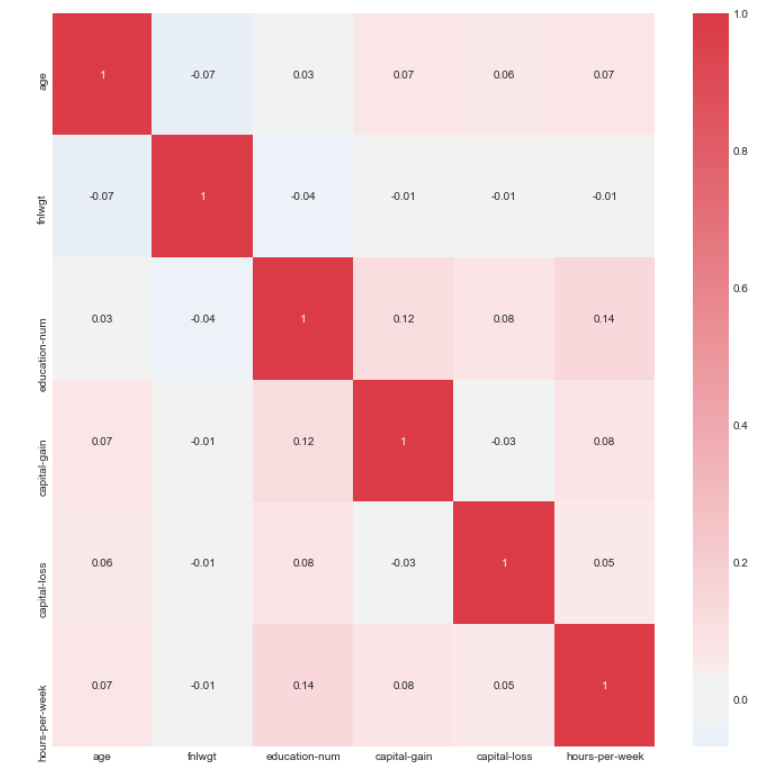 age 1 -0.07 0.03 0.07 0.06 0.07
fnlwgt -0.07 1 -0.04 -0.01 -0.01 -0.01
education-num 0.03 -0.04 1 0.12 0.08 0.14
capital-gain 0.07 -0.01 0.12 1 -0.03 0.08
capital-loss 0.06 -0.01 0.08 -0.03 1 0.05
hours-per-week 0.07 -0.01 0.14 0.08 0.05 1
age fnlwgt education-num capital-gain capital-loss hours-per-week
1.0
0.8
0.6
0.4
0.2
0.0